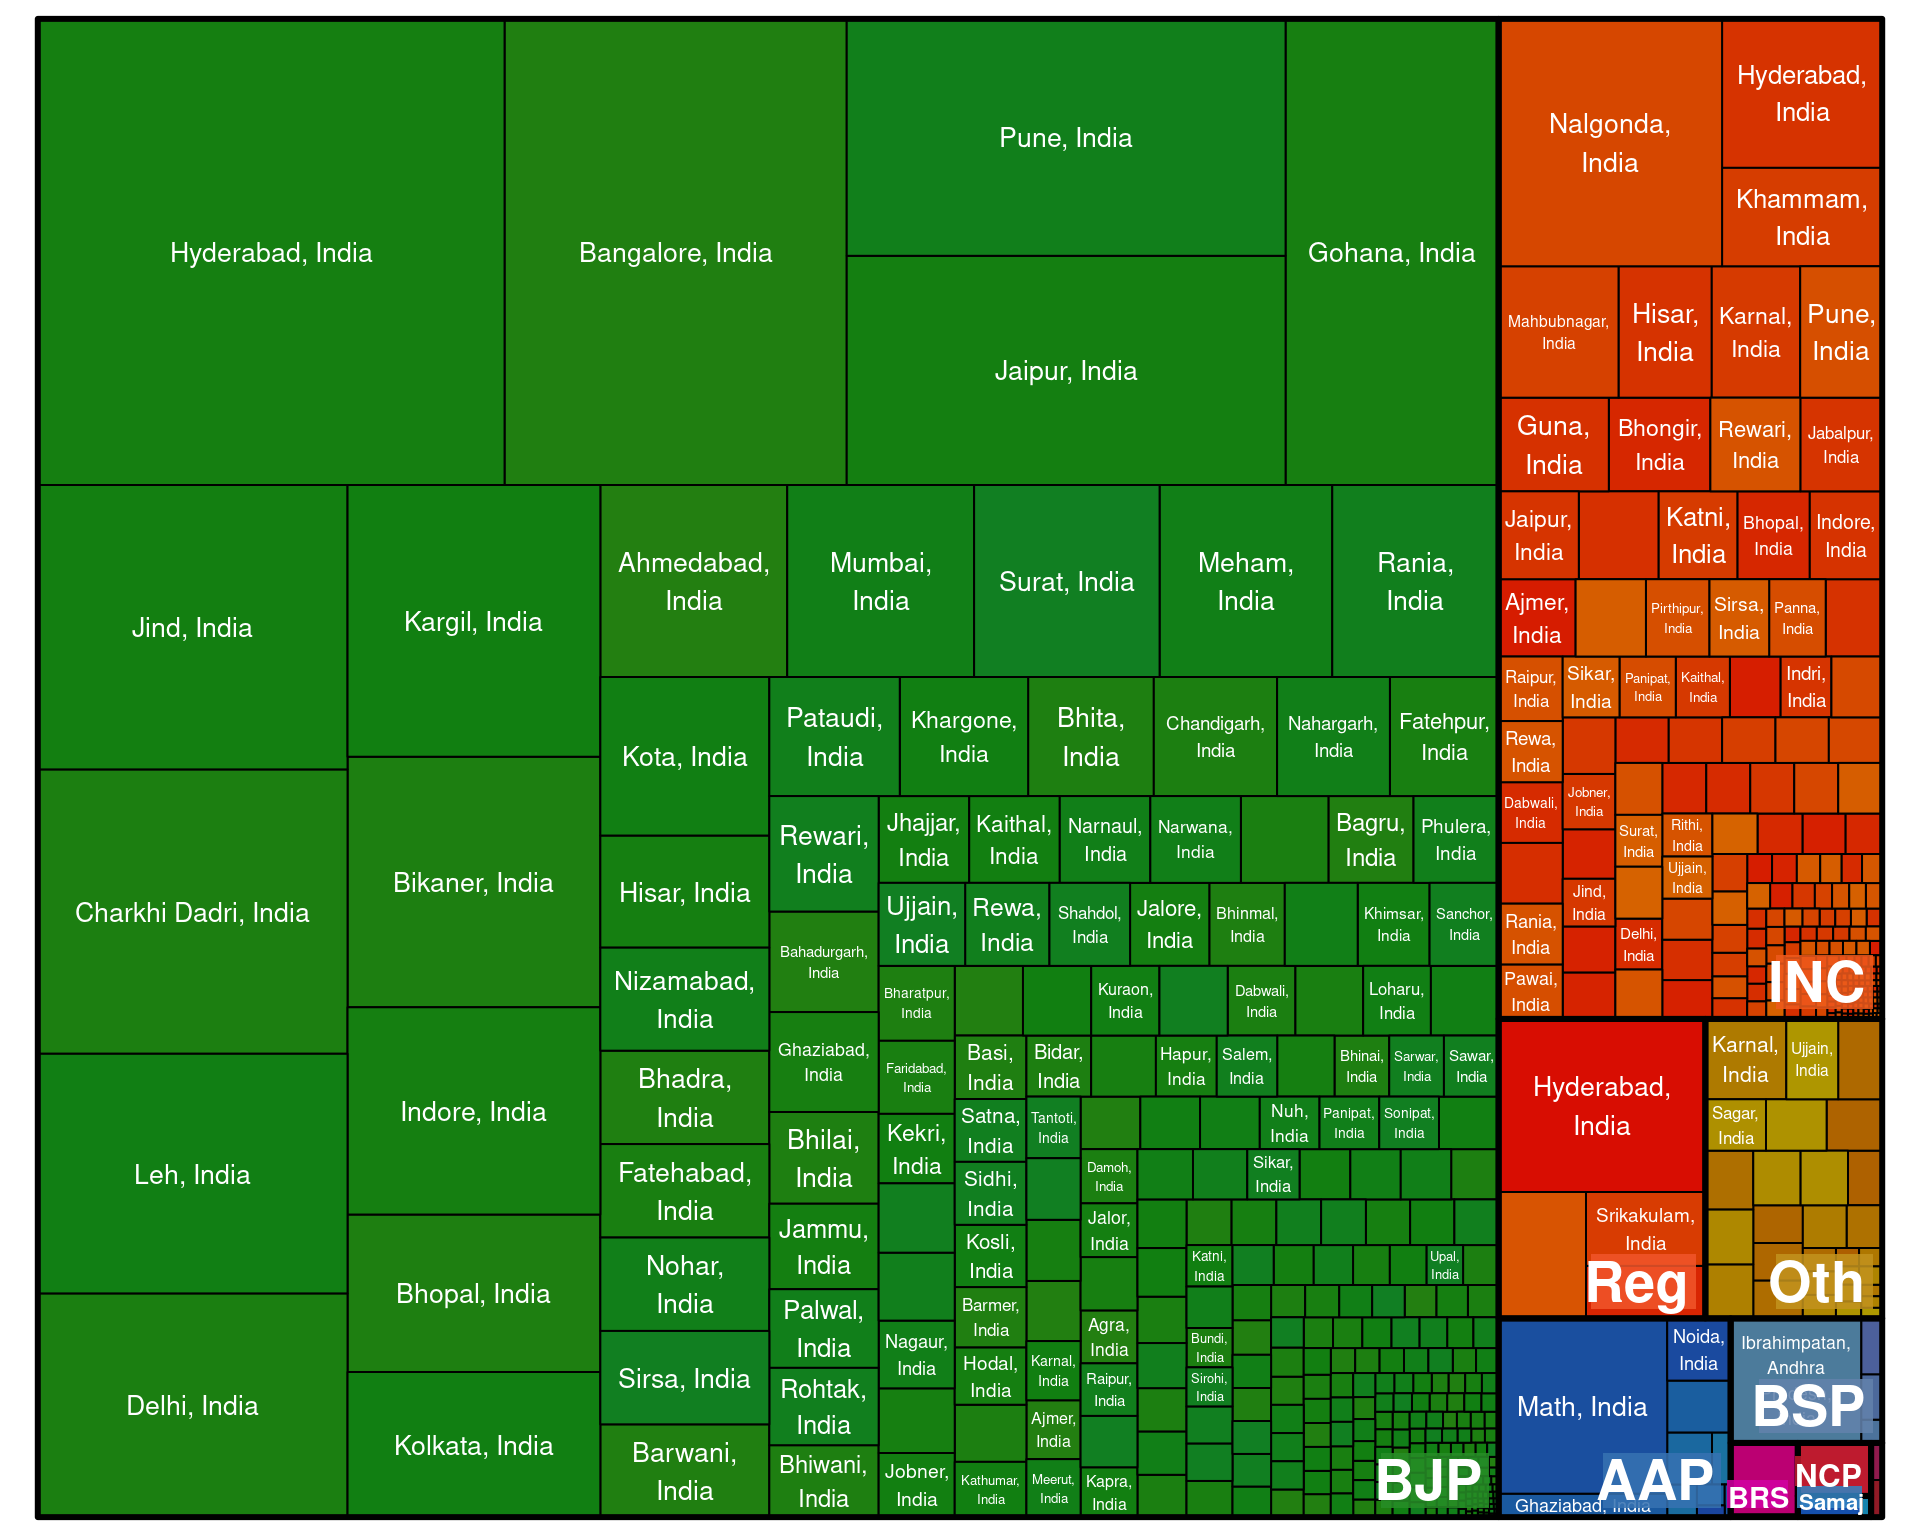 Hyderabad, India
Bangalore, India
Pune, India
Jaipur, India
Gohana, India
Jind, India
Charkhi Dadri, India
Leh, India
Delhi, India
Kargil, India
Bikaner, India
Indore, India
Bhopal, India
Kolkata, India
Ahmedabad,
India
Mumbai,
India
Surat, India
Meham,
India
Rania,
India
Kota, India
Hisar, India
Nizamabad,
India
Bhadra,
India
Fatehabad,
India
Nohar,
India
Sirsa, India
Barwani,
India
Pataudi,
India
Khargone,
India
Bhita,
India
Chandigarh,
India
Nahargarh,
India
Fatehpur,
India
Rewari,
India
Bahadurgarh,
India
Ghaziabad,
India
Bhilai,
India
Jammu,
India
Palwal,
India
Rohtak,
India
Bhiwani,
India
Jhajjar,
India
Kaithal,
India
Narnaul,
India
Narwana,
India
Bagru,
India
Phulera,
India
Ujjain,
India
Rewa,
India
Shahdol,
India
Jalore,
India
Bhinmal,
India
Khimsar,
India
Sanchor,
India
Bharatpur,
India
Faridabad,
India
Kekri,
India
Nagaur,
India
Jobner,
India
Kuraon,
India
Dabwali,
India
Loharu,
India
Basi,
India
Satna,
India
Sidhi,
India
Kosli,
India
Barmer,
India
Hodal,
India
Kathumar,
India
Bidar,
India
Hapur,
India
Salem,
India
Bhinai,
India
Sarwar,
India
Sawar,
India
Tantoti,
India
Karnal,
India
Ajmer,
India
Meerut,
India
Nuh,
India
Panipat,
India
Sonipat,
India
Damoh,
India
Jalor,
India
Agra,
India
Raipur,
India
Kapra,
India
Sikar,
India
Katni,
India
Upal,
India
Bundi,
India
Sirohi,
India
BJP
Nalgonda,
India
Hyderabad,
India
Khammam,
India
Mahbubnagar,
India
Hisar,
India
Karnal,
India
Pune,
India
Guna,
India
Bhongir,
India
Rewari,
India
Jabalpur,
India
Jaipur,
India
Katni,
India
Bhopal,
India
Indore,
India
Ajmer,
India
Pirthipur,
India
Sirsa,
India
Panna,
India
Raipur,
India
Sikar,
India
Panipat,
India
Kaithal,
India
Indri,
India
Rewa,
India
Dabwali,
India
Rania,
India
Pawai,
India
Jobner,
India
Jind,
India
Surat,
India
Delhi,
India
Rithi,
India
Ujjain,
India
INC
Hyderabad,
India
Srikakulam,
India
Reg
Karnal,
India
Ujjain,
India
Sagar,
India
Oth
Math, India
Noida,
India
Ghaziabad, India
AAP
Ibrahimpatan,
Andhra
BSP
BRS
NCP
Samaj